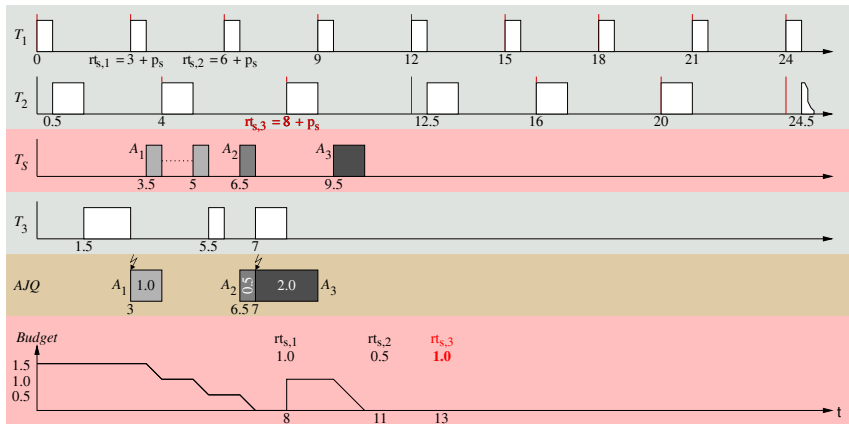 T1
0 rts,1 = 3 + ps rts,2 = 6 + ps 9 12 15 18 21 24
T2
0.5 4 rts,3 = 8 + ps 12.5 16 20 24.5
TS A1 A2 A3
3.5 5 6.5 9.5
T3
1.5 5.5 7
AJQ A1 1.0 A2 0.5 2.0 A3
3 6.5 7
Budget rts,1 rts,2 rts,3
1.0 0.5 1.0
1.5
1.0
0.5
t
8 11 13